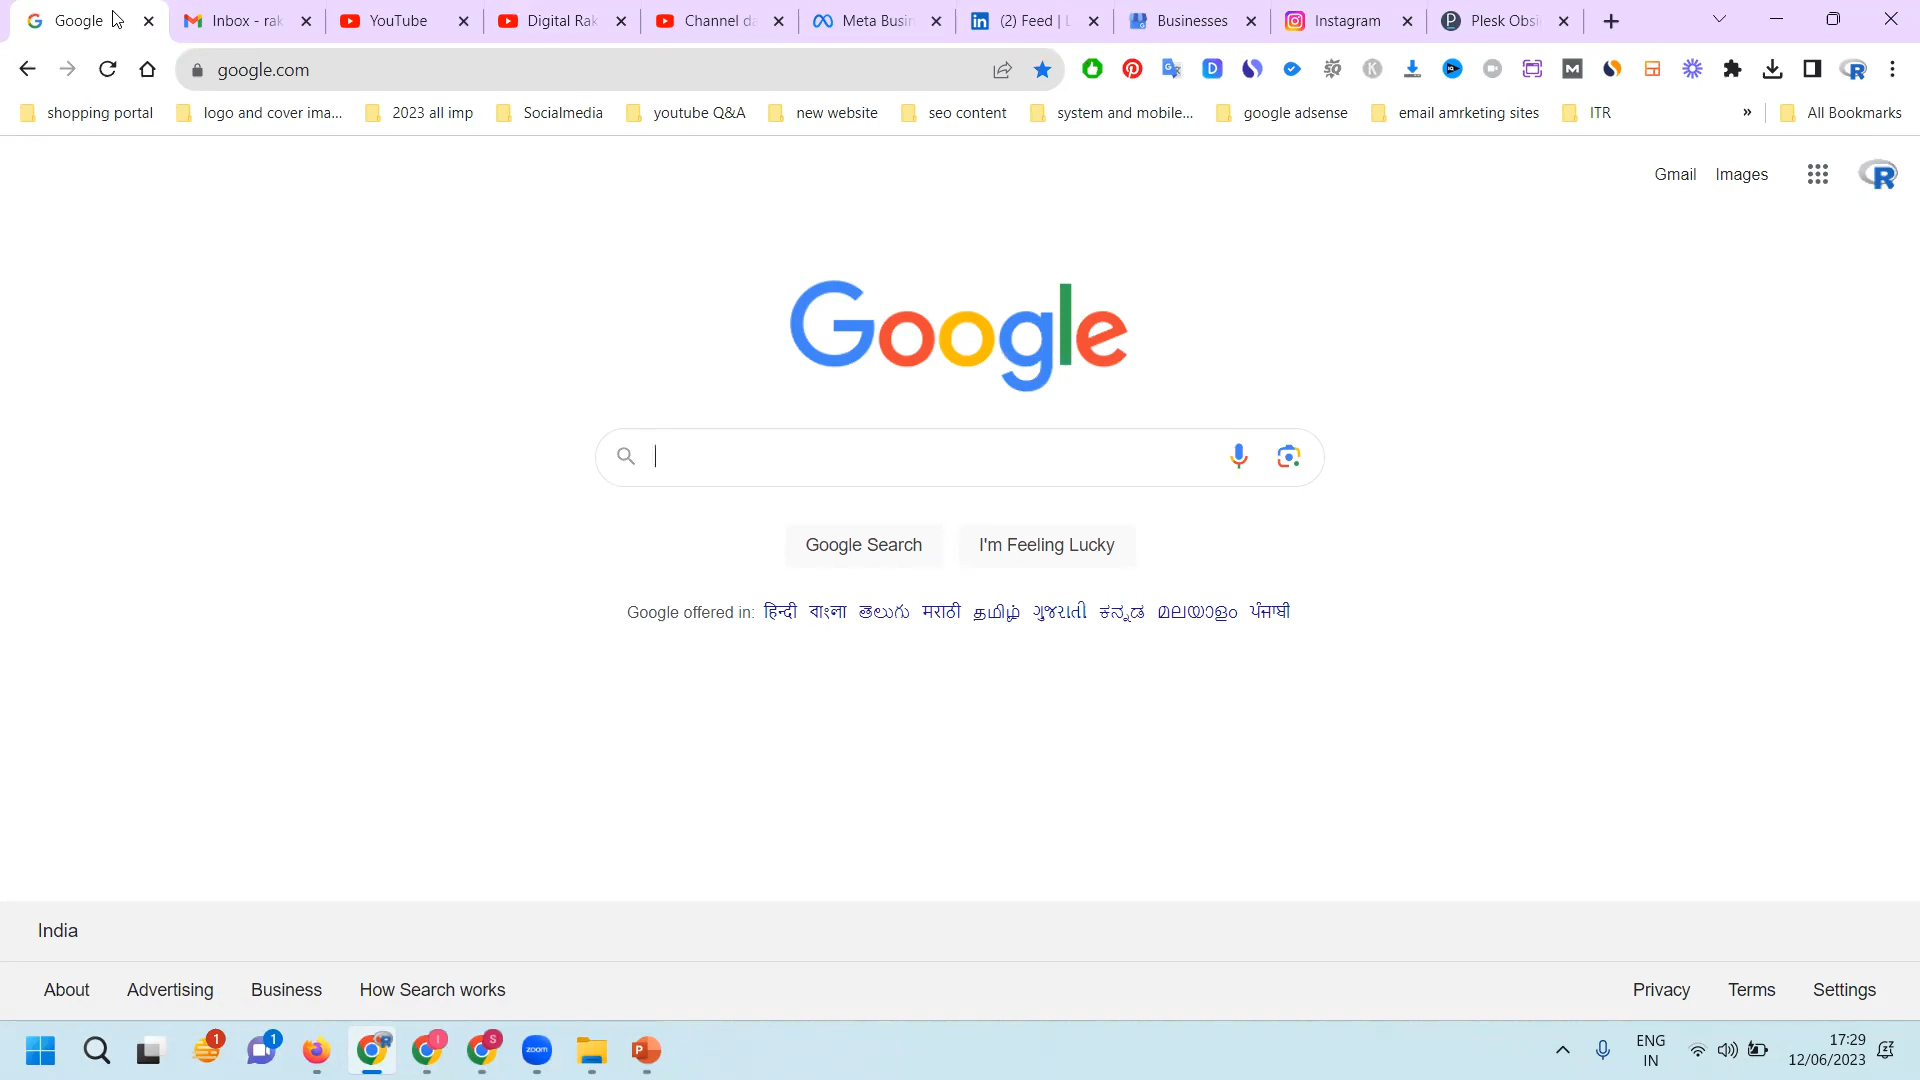 Google
Inbox - rak
YouTube
Digital Rak
Channel da
Meta Busin
(2) Feed | L
Businesses
Instagram
Plesk Obsi
google.com
shopping portal
logo and cover ima...
2023 all imp
Socialmedia
youtube Q&A
new website
seo content
system and mobile...
google adsense
email amrketing sites
ITR
»
All Bookmarks
Gmail Images
Google
Google Search
I'm Feeling Lucky
Google offered in: हिन्दी বাংলা తెలుగు मराठी தமிழ் ગુજરાતી ಕನ್ನಡ മലയാളം ਪੰਜਾਬੀ
India
About Advertising Business How Search works
Privacy Terms Settings
zoom
ENG
IN
17:29
12/06/2023